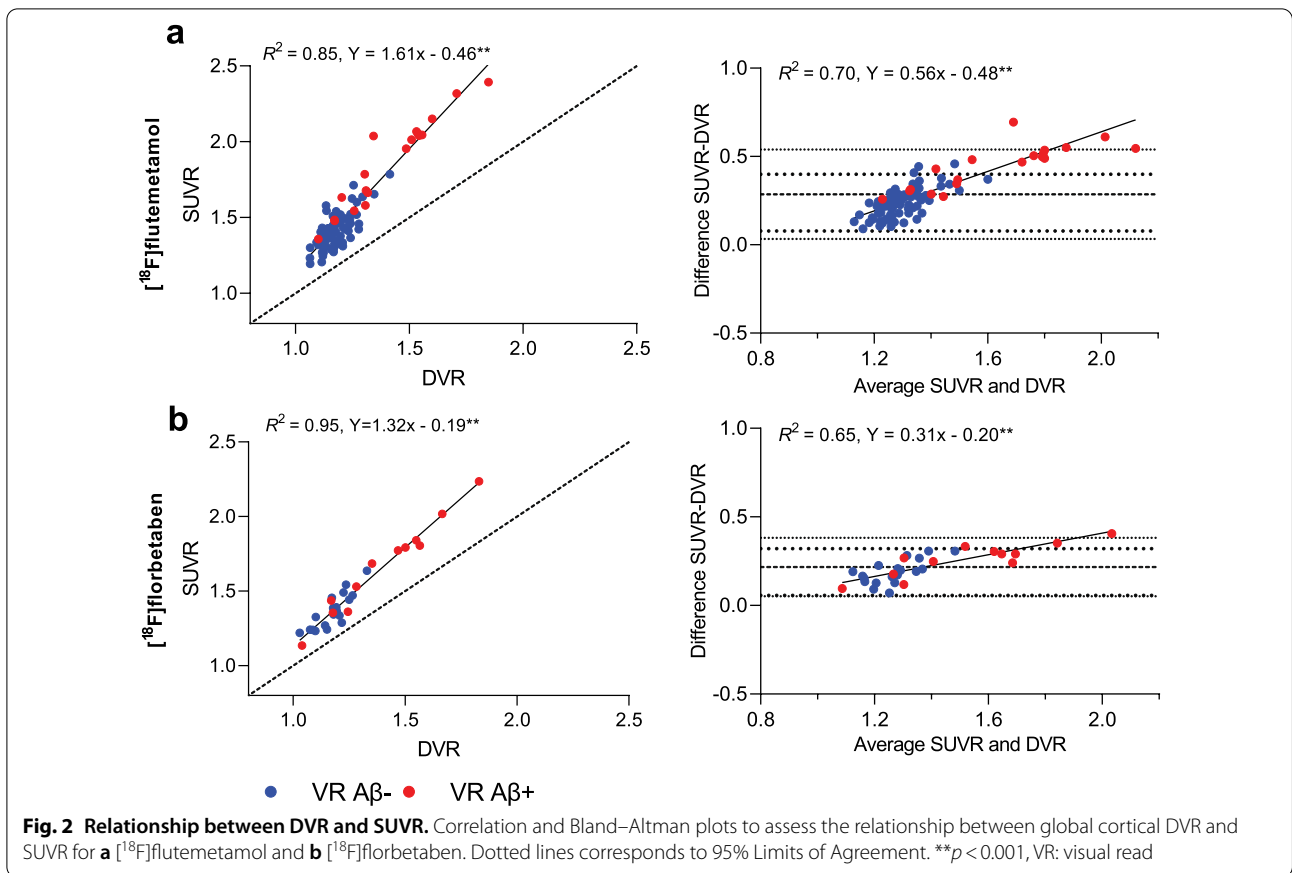 a
R² = 0.85, Y = 1.61x - 0.46**
[¹⁸F]flutemetamol
SUVR
2.5
2.0
1.5
1.0
1.0
1.5
2.0
2.5
DVR
R² = 0.70, Y = 0.56x - 0.48**
Difference SUVR-DVR
1.0
0.5
0.0
-0.5
0.8
1.2
1.6
2.0
Average SUVR and DVR
b
R² = 0.95, Y=1.32x - 0.19**
[¹⁸F]florbetaben
SUVR
2.5
2.0
1.5
1.0
1.0
1.5
2.0
2.5
DVR
R² = 0.65, Y = 0.31x - 0.20**
Difference SUVR-DVR
1.0
0.5
0.0
-0.5
0.8
1.2
1.6
2.0
Average SUVR and DVR
VR Aβ- VR Aβ+
Fig. 2 Relationship between DVR and SUVR. Correlation and Bland–Altman plots to assess the relationship between global cortical DVR and
SUVR for a [¹⁸F]flutemetamol and b [¹⁸F]florbetaben. Dotted lines corresponds to 95% Limits of Agreement. **p < 0.001, VR: visual read